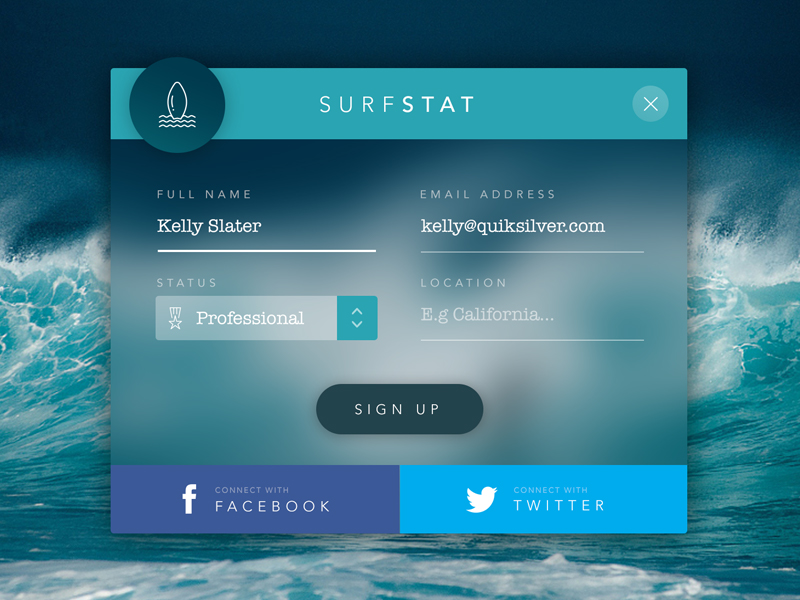 SURFSTAT
FULL NAME
Kelly Slater
EMAIL ADDRESS
kelly@quiksilver.com
STATUS
Professional
LOCATION
E.g California...
SIGN UP
CONNECT WITH
FACEBOOK
CONNECT WITH
TWITTER